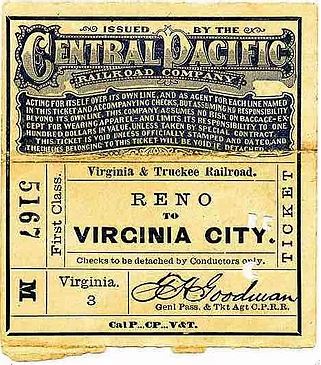 ISSUED BY THE
CENTRAL PACIFIC
RAILROAD COMPANY,
ACTING FOR ITSELF OVER ITS OWN LINE, AND AS AGENT FOR EACH LINE NAMED
IN THIS TICKET AND ACCOMPANYING CHECKS, BUT ASSUMING NO RESPONSIBILITY
BEYOND ITS OWN LINE. THIS COMPANY ASSUMES NO RISK ON BAGGAGE EX-
CEPT FOR WEARING APPAREL – AND LIMITS ITS RESPONSIBILITY TO ONE
HUNDRED DOLLARS IN VALUE, UNLESS TAKEN BY SPECIAL CONTRACT.
THIS TICKET IS VOID UNLESS OFFICIALLY STAMPED AND DATED, AND
THE CHECKS BELONGING TO THIS TICKET WILL BE VOID IF DETACHED.
5167
First Class.
Virginia & Truckee Railroad.
RENO
TO
VIRGINIA CITY.
Checks to be detached by Conductors only.
TICKET
M
Virginia.
3
Goodman
Genl Pass. & Tkt Agt C.P.R.R.
Cal P...CP...V&T.